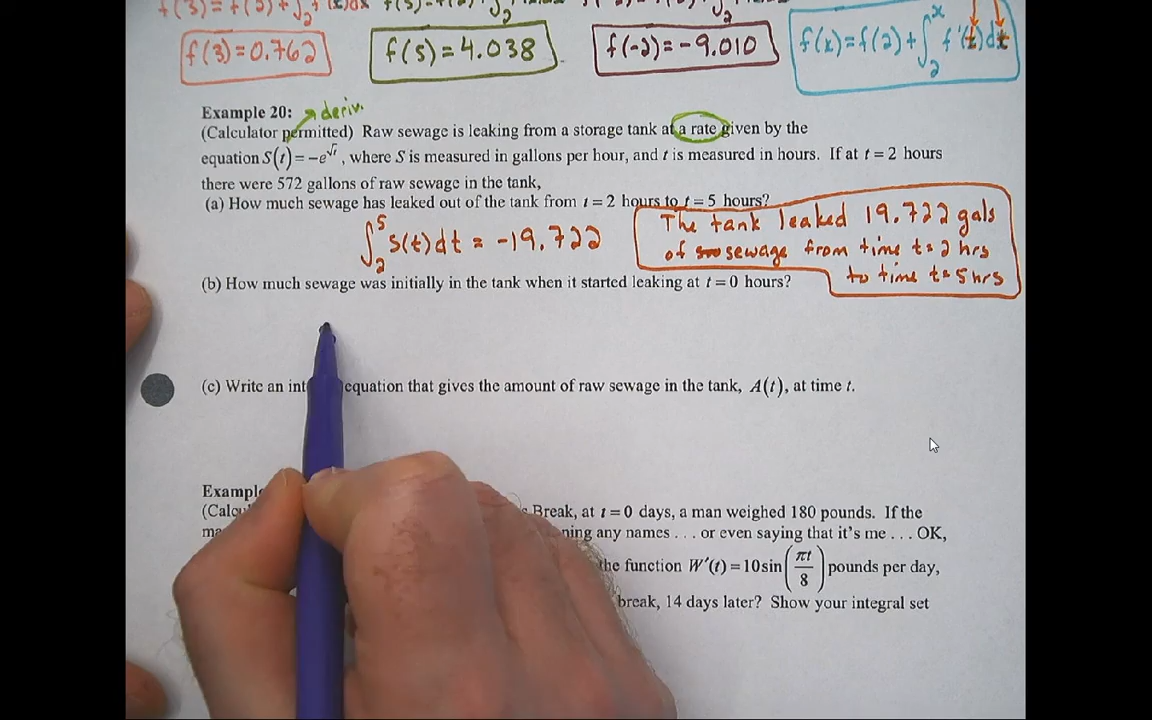 f(3)=0.762 f(5)=4.038 f(-2)=-9.010 f(x)=f(2)+∫₂ˣ f'(t)dt
Example 20: → deriv.
(Calculator permitted) Raw sewage is leaking from a storage tank at a rate given by the
equation S(t)=-e^√t, where S is measured in gallons per hour, and t is measured in hours. If at t=2 hours
there were 572 gallons of raw sewage in the tank,
(a) How much sewage has leaked out of the tank from t=2 hours to t=5 hours?
∫₂⁵ S(t)dt = -19.722
The tank leaked 19.722 gals
of sewage from time t=2 hrs
to time t=5 hrs
(b) How much sewage was initially in the tank when it started leaking at t=0 hours?
(c) Write an equation that gives the amount of raw sewage in the tank, A(t), at time t.
Break, at t=0 days, a man weighed 180 pounds. If the
any names . . . or even saying that it's me . . . OK,
the function W'(t)=10sin(πt/8) pounds per day,
break, 14 days later? Show your integral set